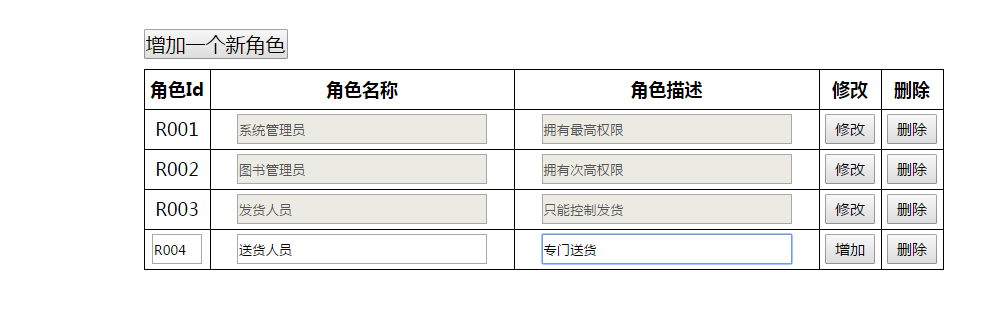 增加一个新角色
角色Id 角色名称 角色描述 修改 删除
R001 系统管理员 拥有最高权限 修改 删除
R002 图书管理员 拥有次高权限 修改 删除
R003 发货人员 只能控制发货 修改 删除
R004 送货人员 专门送货 增加 删除